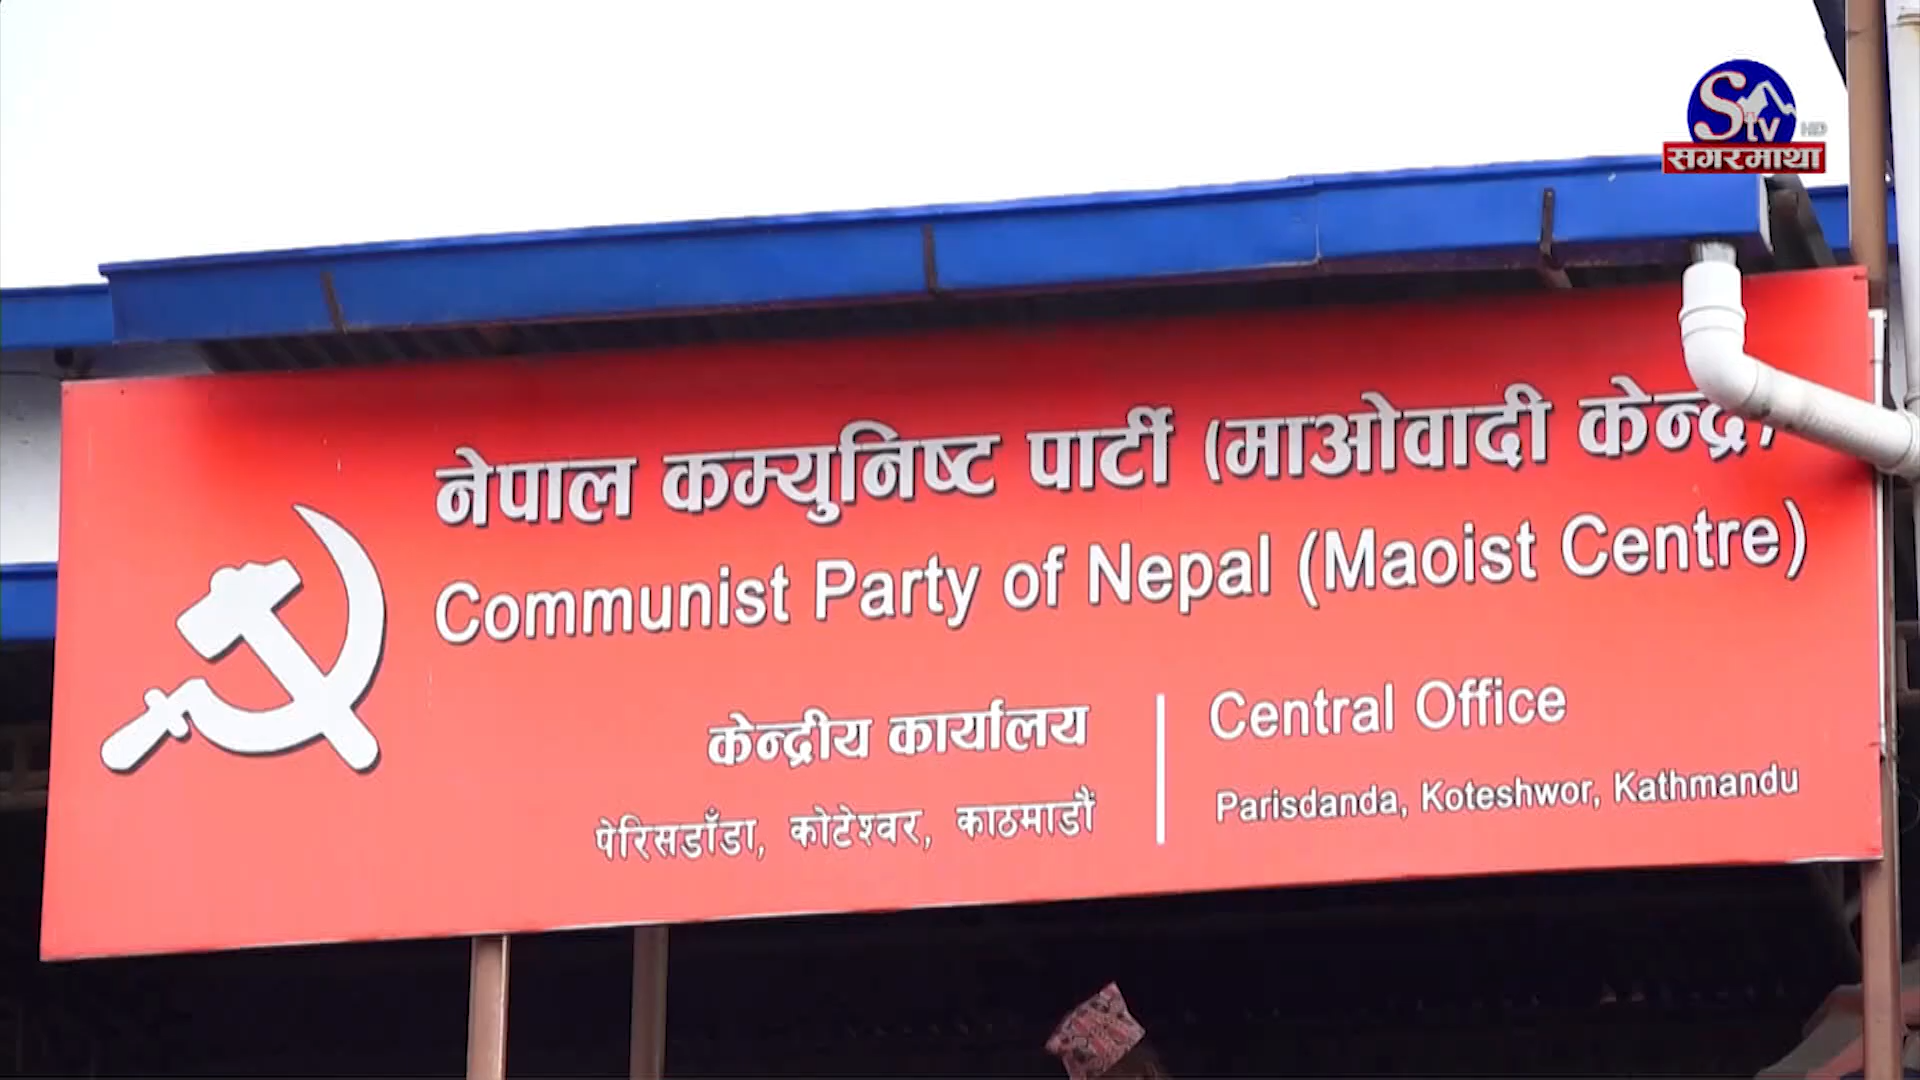 STV HD
सगरमाथा
नेपाल कम्युनिष्ट पार्टी (माओवादी केन्द्र)
Communist Party of Nepal (Maoist Centre)
केन्द्रीय कार्यालय
पेरिसडाँडा, कोटेश्वर, काठमाडौं
Central Office
Parisdanda, Koteshwor, Kathmandu